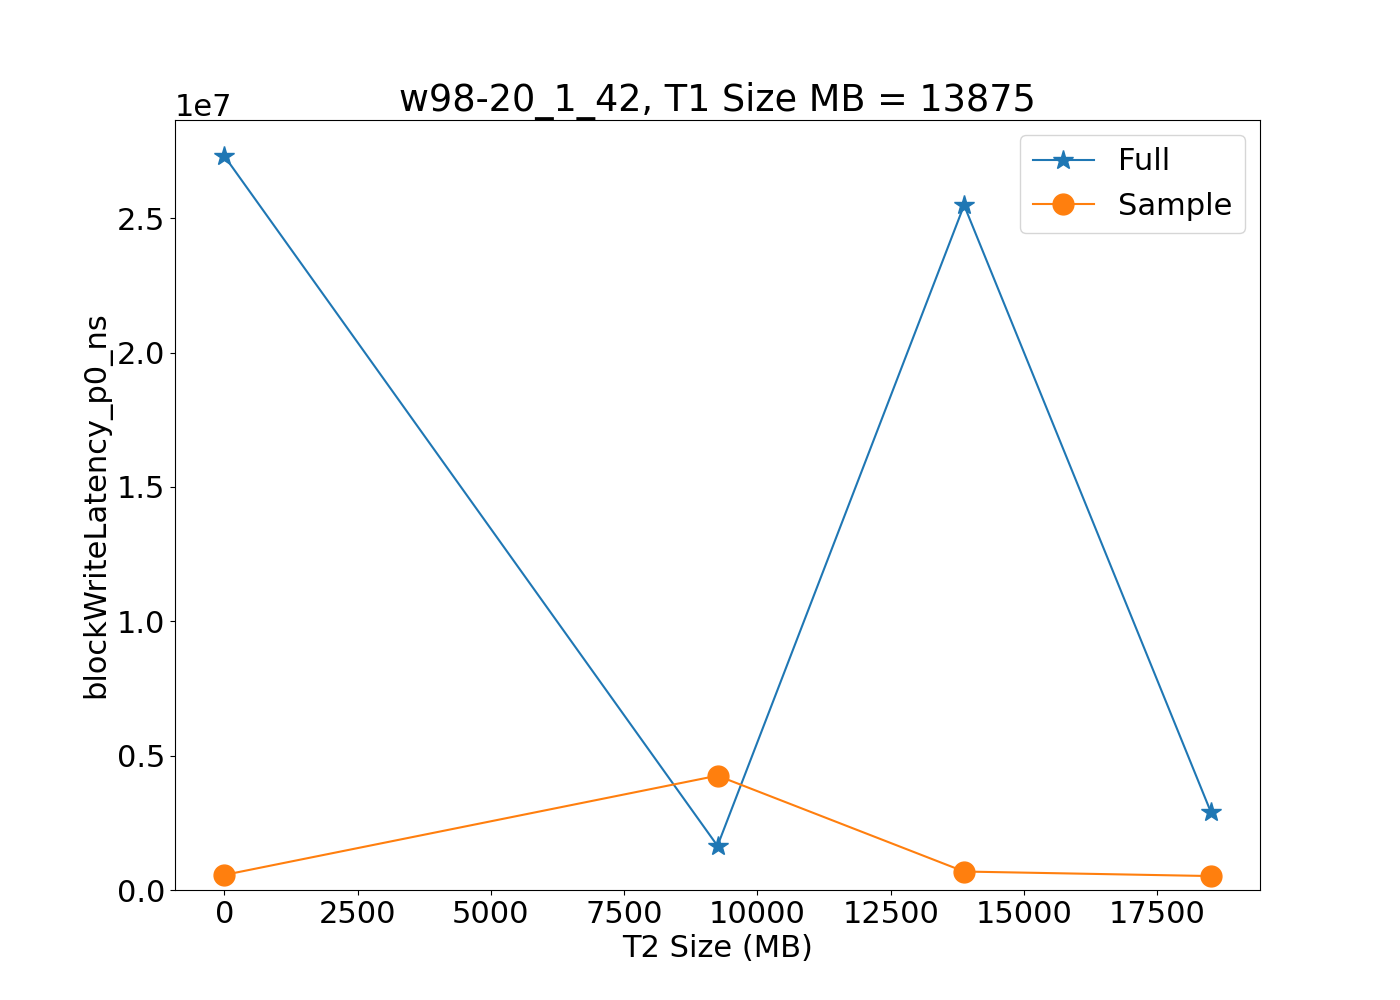 w98-20_1_42, T1 Size MB = 13875
1e7
Full
Sample
2.5
2.0
1.5
1.0
0.5
0.0
blockWriteLatency_p0_ns
0 2500 5000 7500 10000 12500 15000 17500
T2 Size (MB)